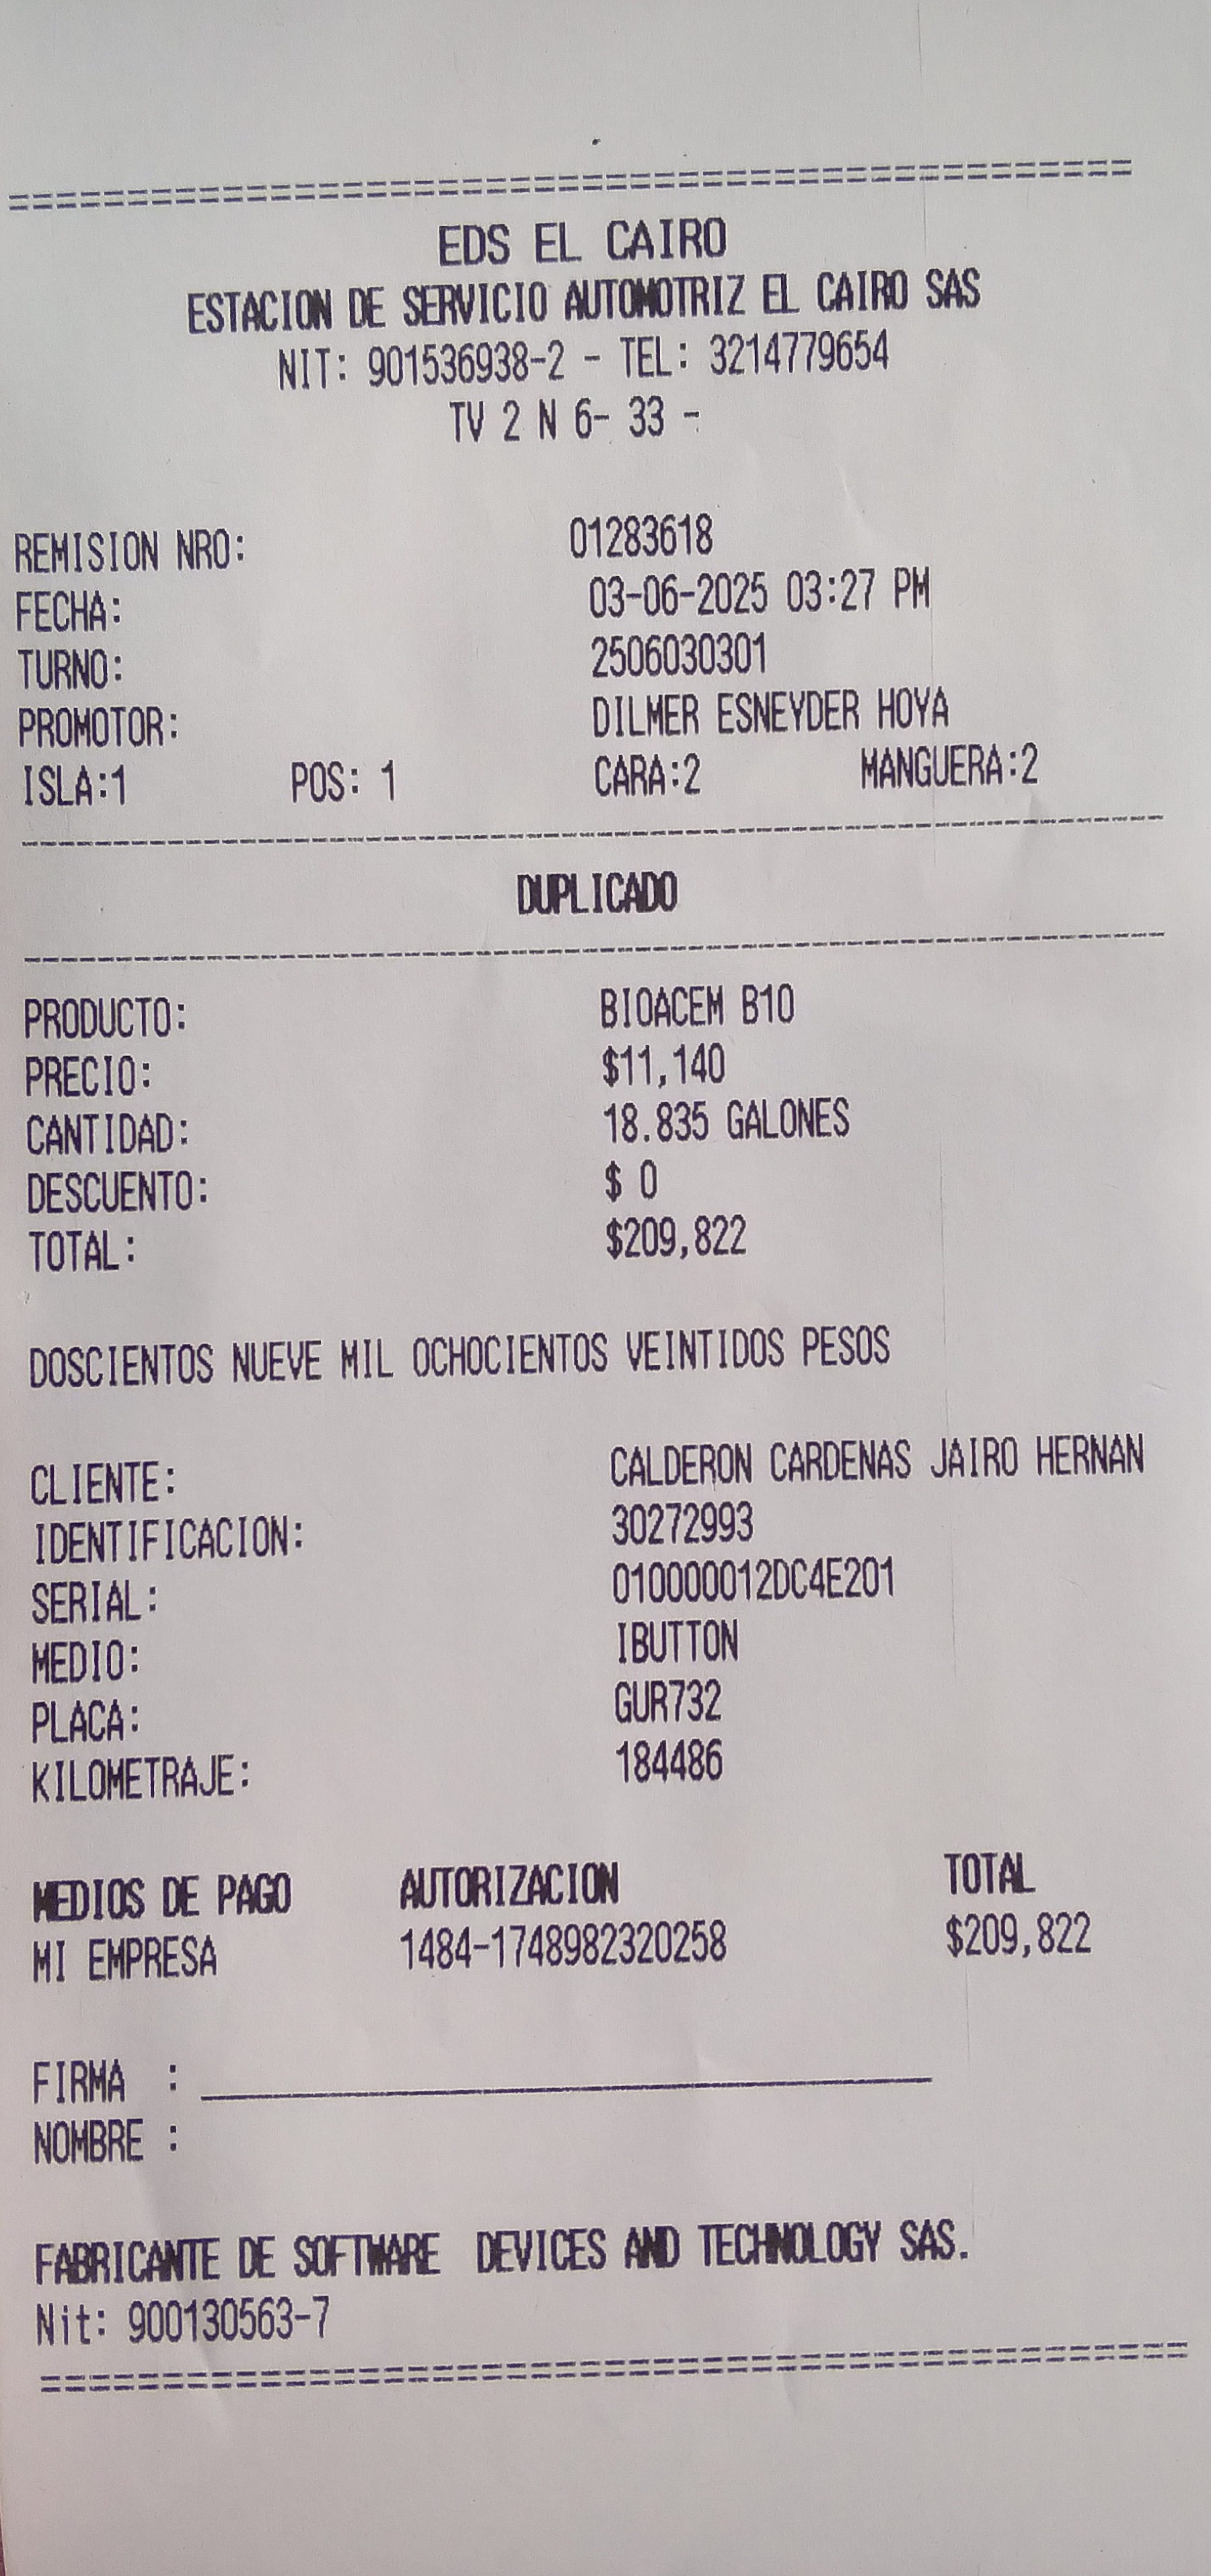 ================================================
EDS EL CAIRO
ESTACION DE SERVICIO AUTOMOTRIZ EL CAIRO SAS
NIT: 901536938-2 - TEL: 3214779654
TV 2 N 6- 33 -
REMISION NRO: 01283618
FECHA: 03-06-2025 03:27 PM
TURNO: 2506030301
PROMOTOR: DILMER ESNEYDER HOYA
ISLA:1 POS: 1 CARA:2 MANGUERA:2
DUPLICADO
PRODUCTO: BIOACEM B10
PRECIO: $11,140
CANTIDAD: 18.835 GALONES
DESCUENTO: $ 0
TOTAL: $209,822
DOSCIENTOS NUEVE MIL OCHOCIENTOS VEINTIDOS PESOS
CLIENTE: CALDERON CARDENAS JAIRO HERNAN
IDENTIFICACION: 30272993
SERIAL: 010000012DC4E201
MEDIO: IBUTTON
PLACA: GUR732
KILOMETRAJE: 184486
MEDIOS DE PAGO AUTORIZACION TOTAL
MI EMPRESA 1484-1748982320258 $209,822
FIRMA :
NOMBRE :
FABRICANTE DE SOFTWARE DEVICES AND TECHNOLOGY SAS.
Nit: 900130563-7
================================================